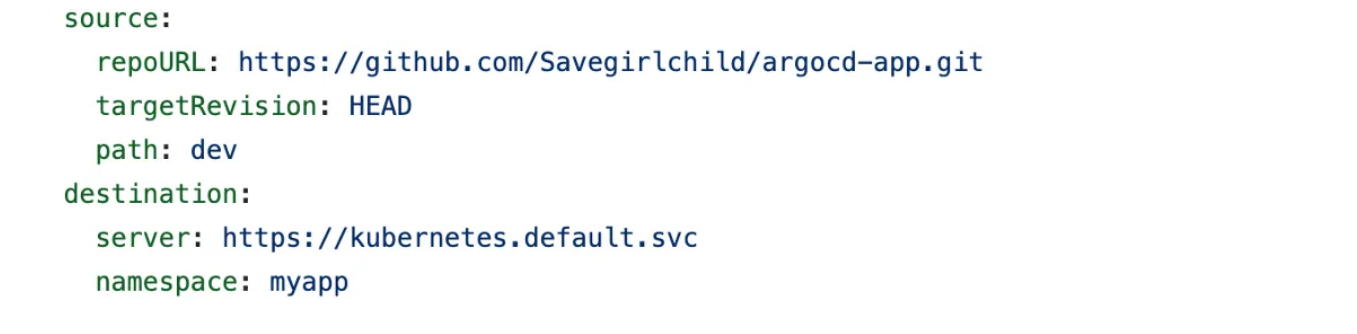 source:
repoURL: https://github.com/Savegirlchild/argocd-app.git
targetRevision: HEAD
path: dev
destination:
server: https://kubernetes.default.svc
namespace: myapp